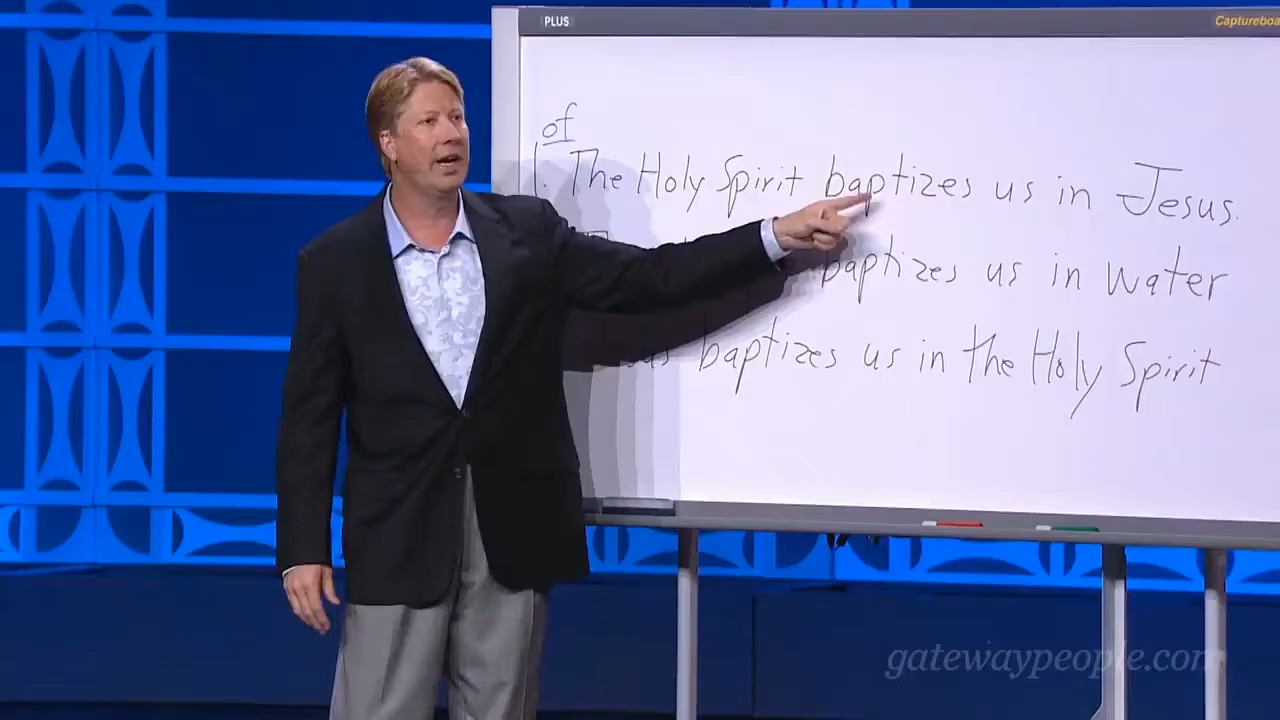 PLUS
Captureboa
of
1. The Holy Spirit baptizes us in Jesus.
baptizes us in water
baptizes us in the Holy Spirit
gatewaypeople.com